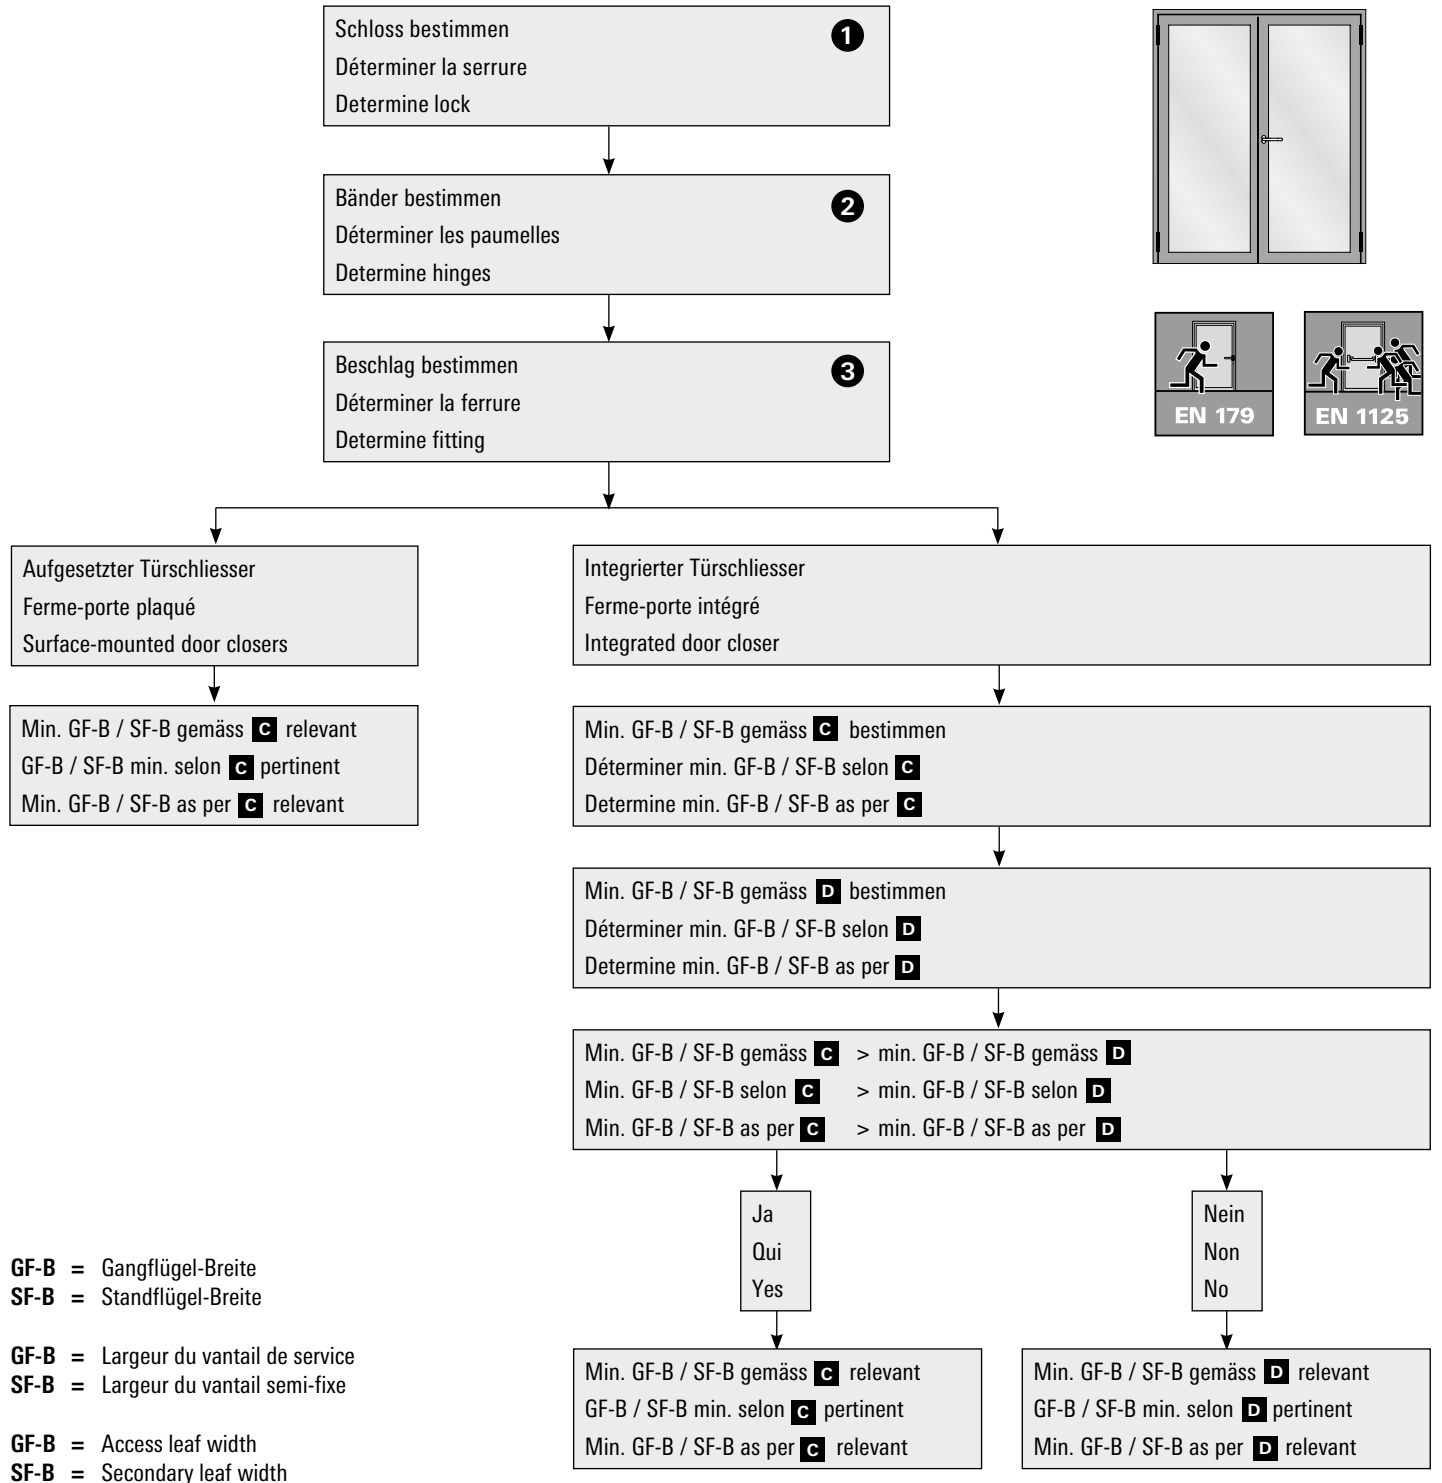 Schloss bestimmen
Déterminer la serrure
Determine lock
1
Bänder bestimmen
Déterminer les paumelles
Determine hinges
2
Beschlag bestimmen
Déterminer la ferrure
Determine fitting
3
EN 179
EN 1125
Aufgesetzter Türschliesser
Ferme-porte plaqué
Surface-mounted door closers
Integrierter Türschliesser
Ferme-porte intégré
Integrated door closer
Min. GF-B / SF-B gemäss C relevant
GF-B / SF-B min. selon C pertinent
Min. GF-B / SF-B as per C relevant
Min. GF-B / SF-B gemäss C bestimmen
Déterminer min. GF-B / SF-B selon C
Determine min. GF-B / SF-B as per C
Min. GF-B / SF-B gemäss D bestimmen
Déterminer min. GF-B / SF-B selon D
Determine min. GF-B / SF-B as per D
Min. GF-B / SF-B gemäss C > min. GF-B / SF-B gemäss D
Min. GF-B / SF-B selon C > min. GF-B / SF-B selon D
Min. GF-B / SF-B as per C > min. GF-B / SF-B as per D
Ja
Qui
Yes
Nein
Non
No
Min. GF-B / SF-B gemäss C relevant
GF-B / SF-B min. selon C pertinent
Min. GF-B / SF-B as per C relevant
Min. GF-B / SF-B gemäss D relevant
GF-B / SF-B min. selon D pertinent
Min. GF-B / SF-B as per D relevant
GF-B = Gangflügel-Breite
SF-B = Standflügel-Breite
GF-B = Largeur du vantail de service
SF-B = Largeur du vantail semi-fixe
GF-B = Access leaf width
SF-B = Secondary leaf width